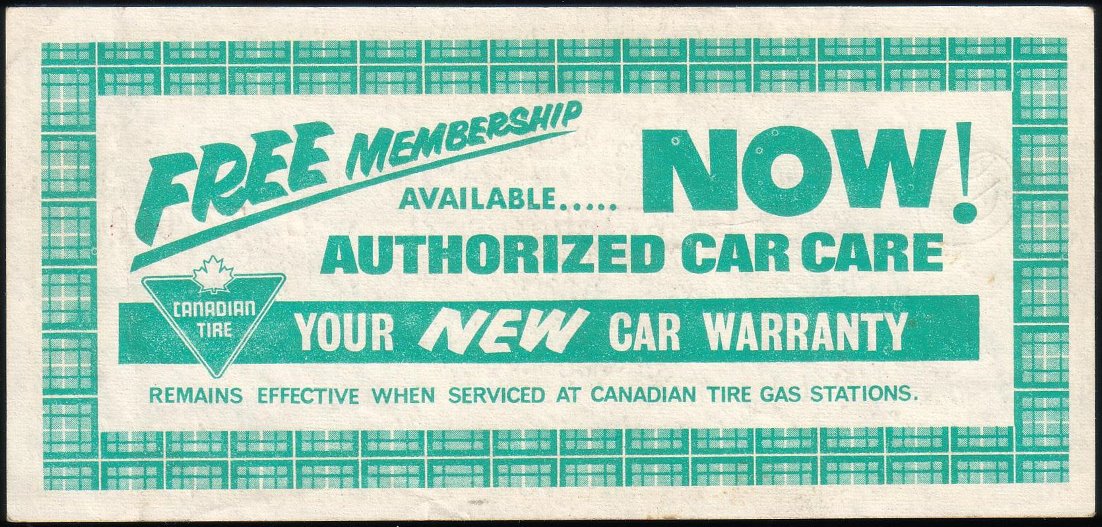 FREE MEMBERSHIP
AVAILABLE..... NOW!
AUTHORIZED CAR CARE
CANADIAN
TIRE
YOUR NEW CAR WARRANTY
REMAINS EFFECTIVE WHEN SERVICED AT CANADIAN TIRE GAS STATIONS.